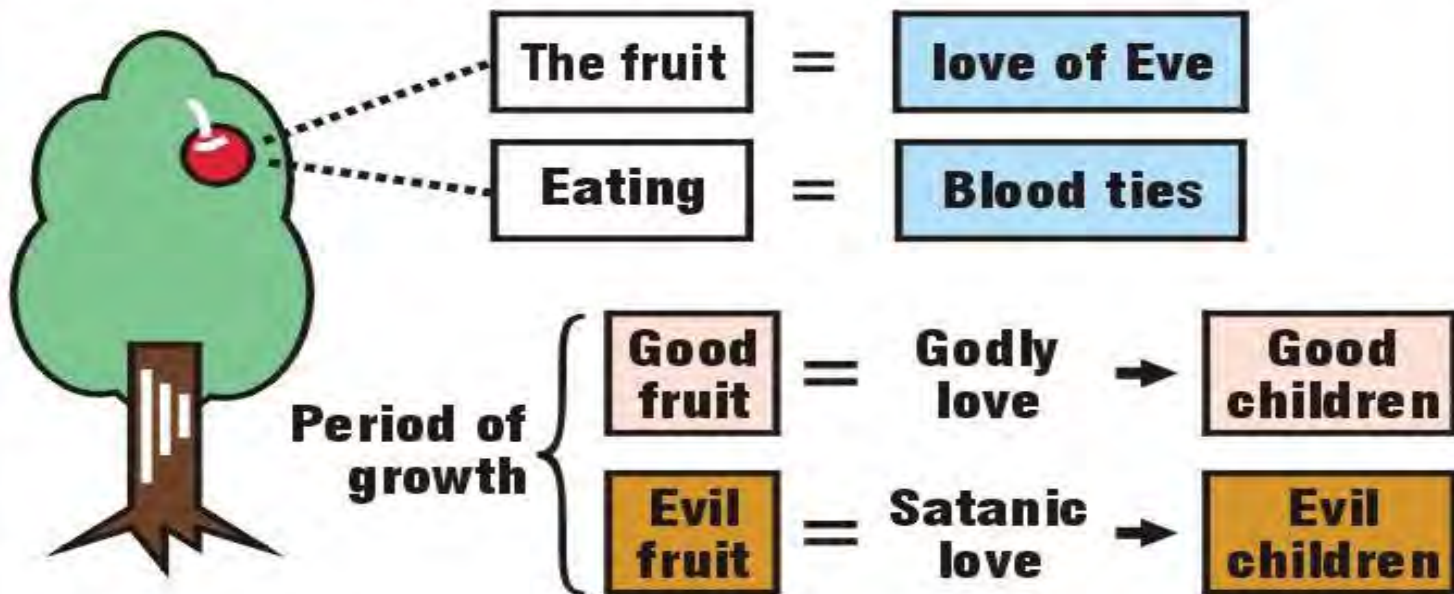 The fruit = love of Eve
Eating = Blood ties
Period of
growth
Good
fruit
=
Godly
love
Good
children
Evil
fruit
=
Satanic
love
Evil
children